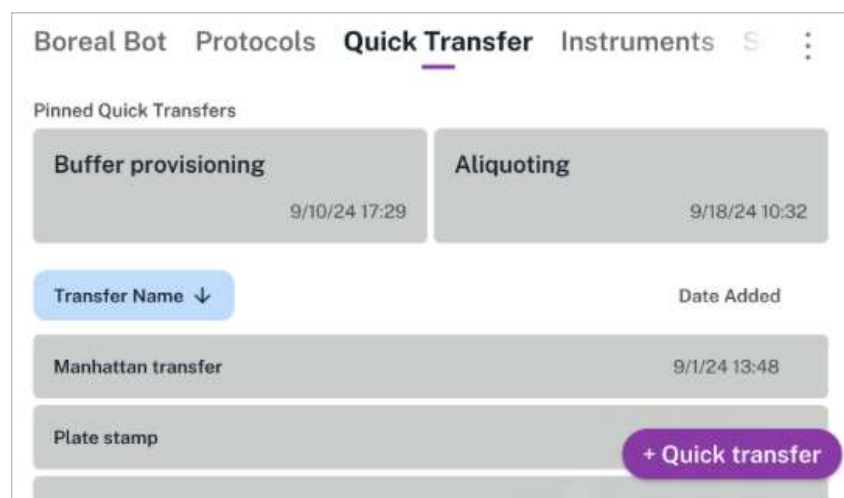 Boreal Bot Protocols Quick Transfer Instruments
Pinned Quick Transfers
Buffer provisioning
9/10/24 17:29
Aliquoting
9/18/24 10:32
Transfer Name ↓ Date Added
Manhattan transfer 9/1/24 13:48
Plate stamp
+ Quick transfer